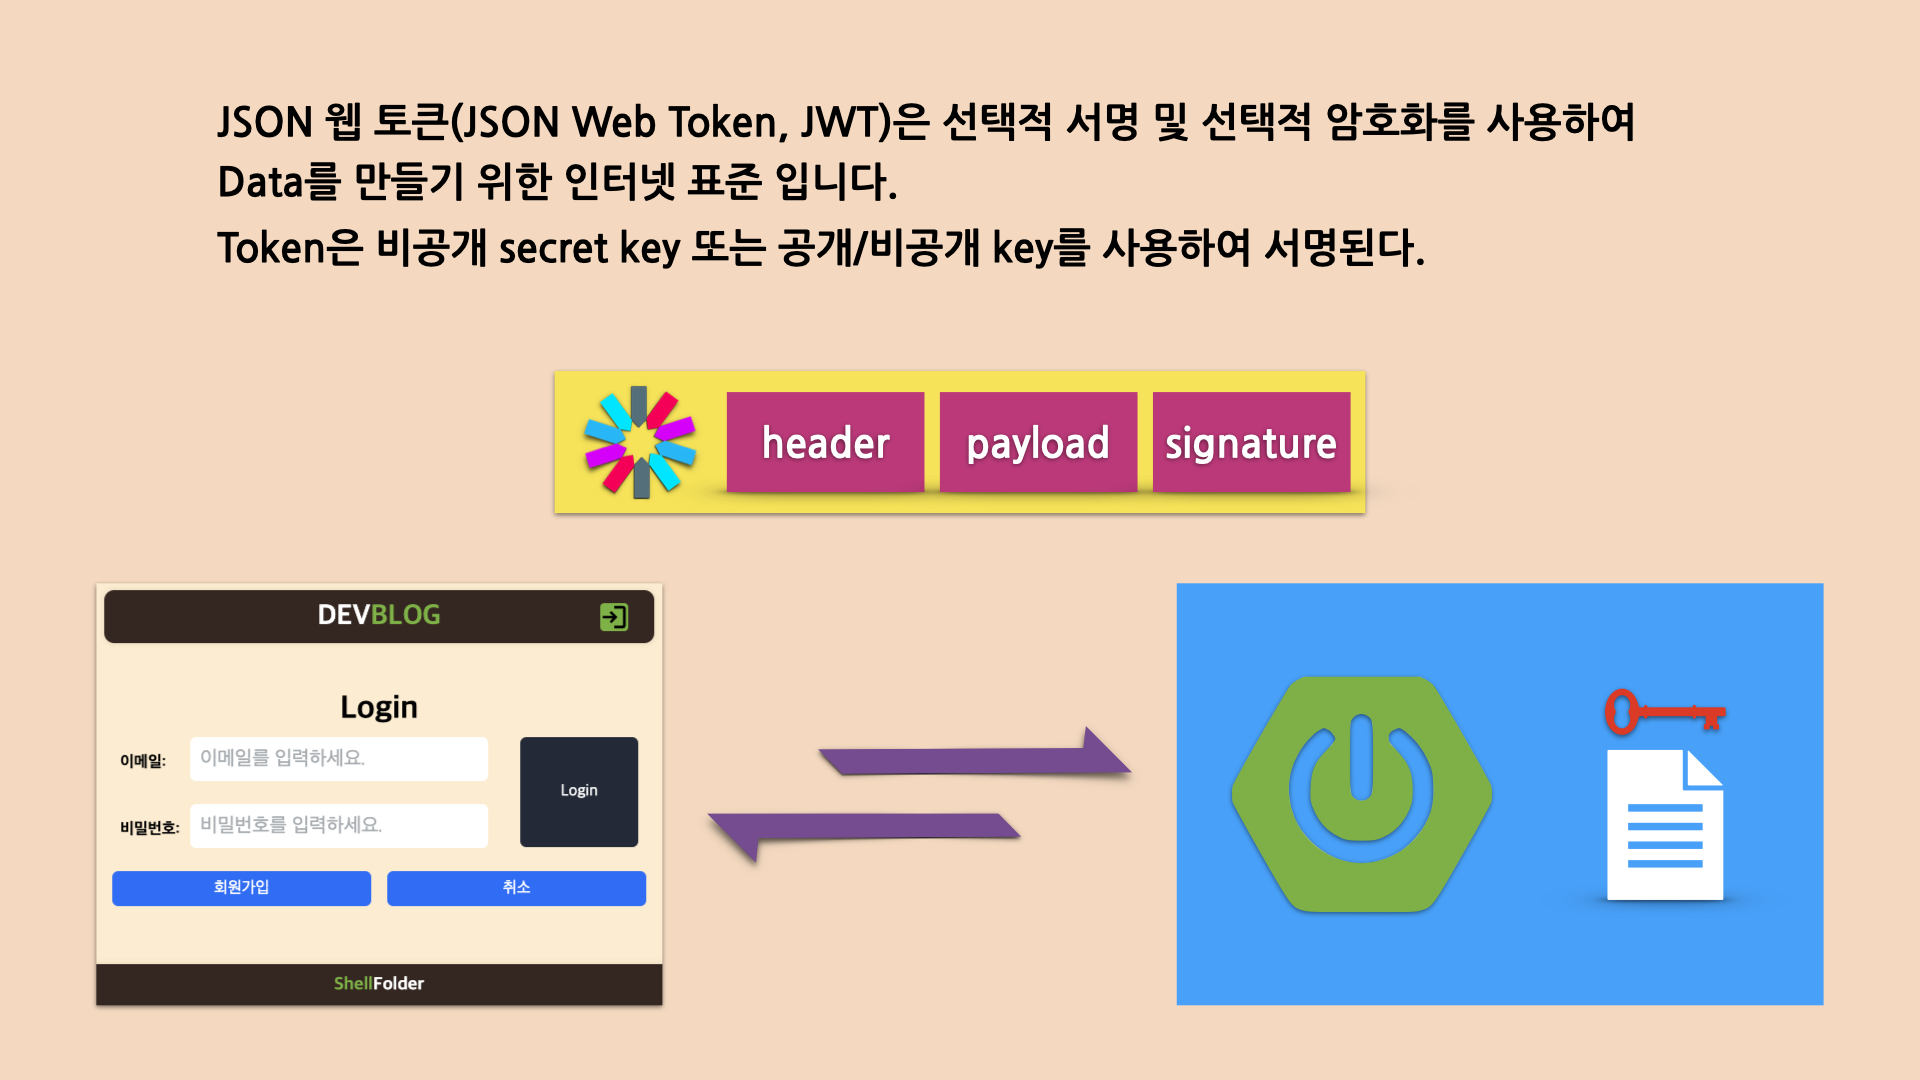 JSON 웹 토큰(JSON Web Token, JWT)은 선택적 서명 및 선택적 암호화를 사용하여
Data를 만들기 위한 인터넷 표준 입니다.
Token은 비공개 secret key 또는 공개/비공개 key를 사용하여 서명된다.
header payload signature
DEVBLOG
Login
이메일: 이메일를 입력하세요.
Login
비밀번호: 비밀번호를 입력하세요.
회원가입 취소
ShellFolder